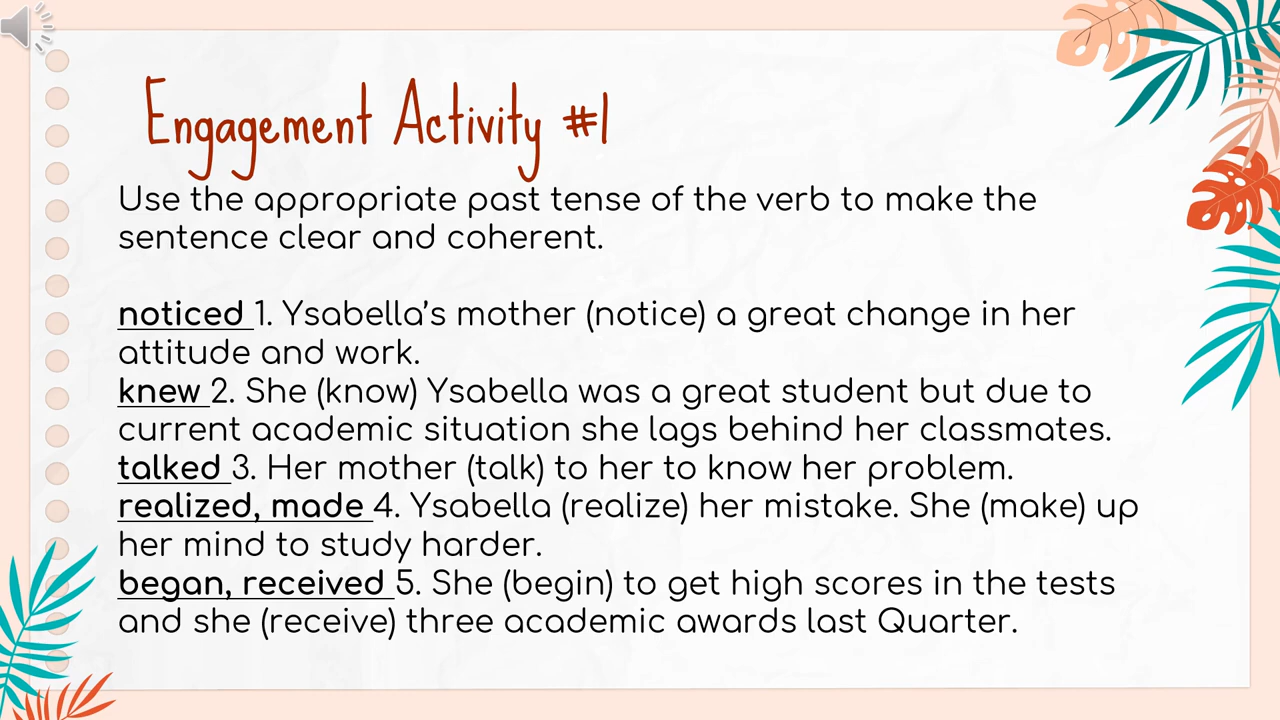 Engagement Activity #1
Use the appropriate past tense of the verb to make the
sentence clear and coherent.
noticed 1. Ysabella’s mother (notice) a great change in her
attitude and work.
knew 2. She (know) Ysabella was a great student but due to
current academic situation she lags behind her classmates.
talked 3. Her mother (talk) to her to know her problem.
realized, made 4. Ysabella (realize) her mistake. She (make) up
her mind to study harder.
began, received 5. She (begin) to get high scores in the tests
and she (receive) three academic awards last Quarter.